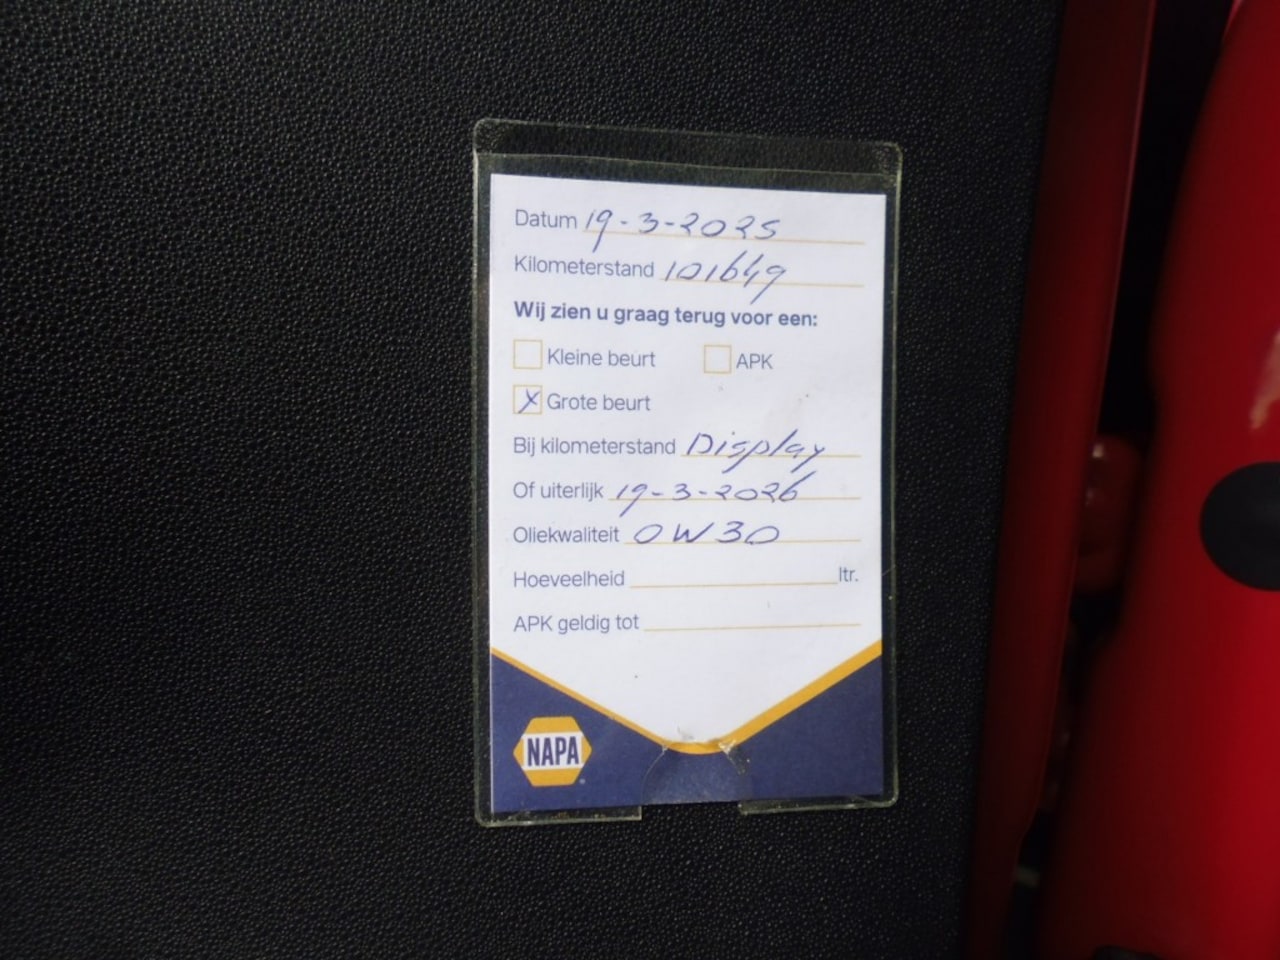 Datum 19-3-2025
Kilometerstand 101649
Wij zien u graag terug voor een:
Kleine beurt APK
X Grote beurt
Bij kilometerstand Display
Of uiterlijk 19-3-2026
Oliekwaliteit 0W30
Hoeveelheid ltr.
APK geldig tot
NAPA